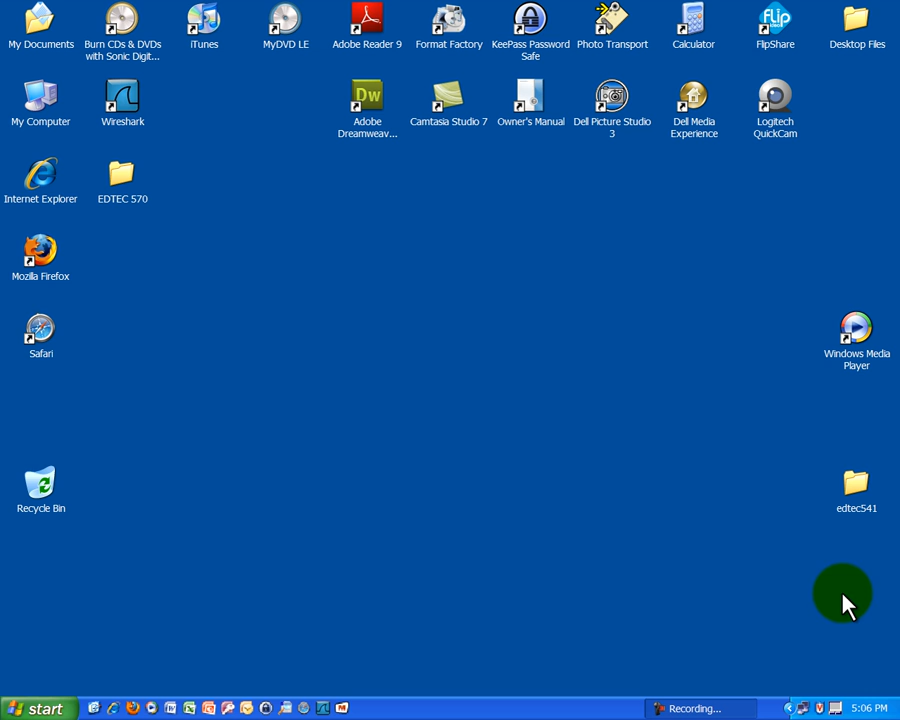 My Documents
Burn CDs & DVDs
with Sonic Digit...
iTunes
MyDVD LE
Adobe Reader 9
Format Factory
KeePass Password
Safe
Photo Transport
Calculator
flip
FlipShare
Desktop Files
My Computer
Wireshark
Dw
Adobe
Dreamweav...
Camtasia Studio 7
Owner's Manual
Dell Picture Studio
3
Dell Media
Experience
Logitech
QuickCam
Internet Explorer
EDTEC 570
Mozilla Firefox
Safari
Windows Media
Player
Recycle Bin
edtec541
start
Recording...
5:06 PM